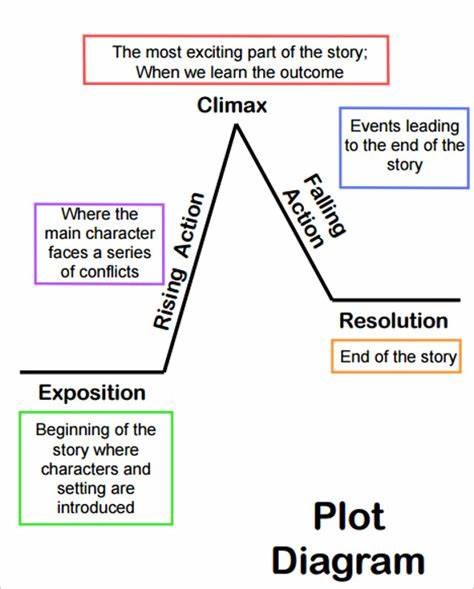 The most exciting part of the story;
When we learn the outcome
Climax
Events leading
to the end of the
story
Falling
Action
Where the
main character
faces a series
of conflicts
Rising Action
Resolution
End of the story
Exposition
Beginning of the
story where
characters and
setting are
introduced
Plot
Diagram